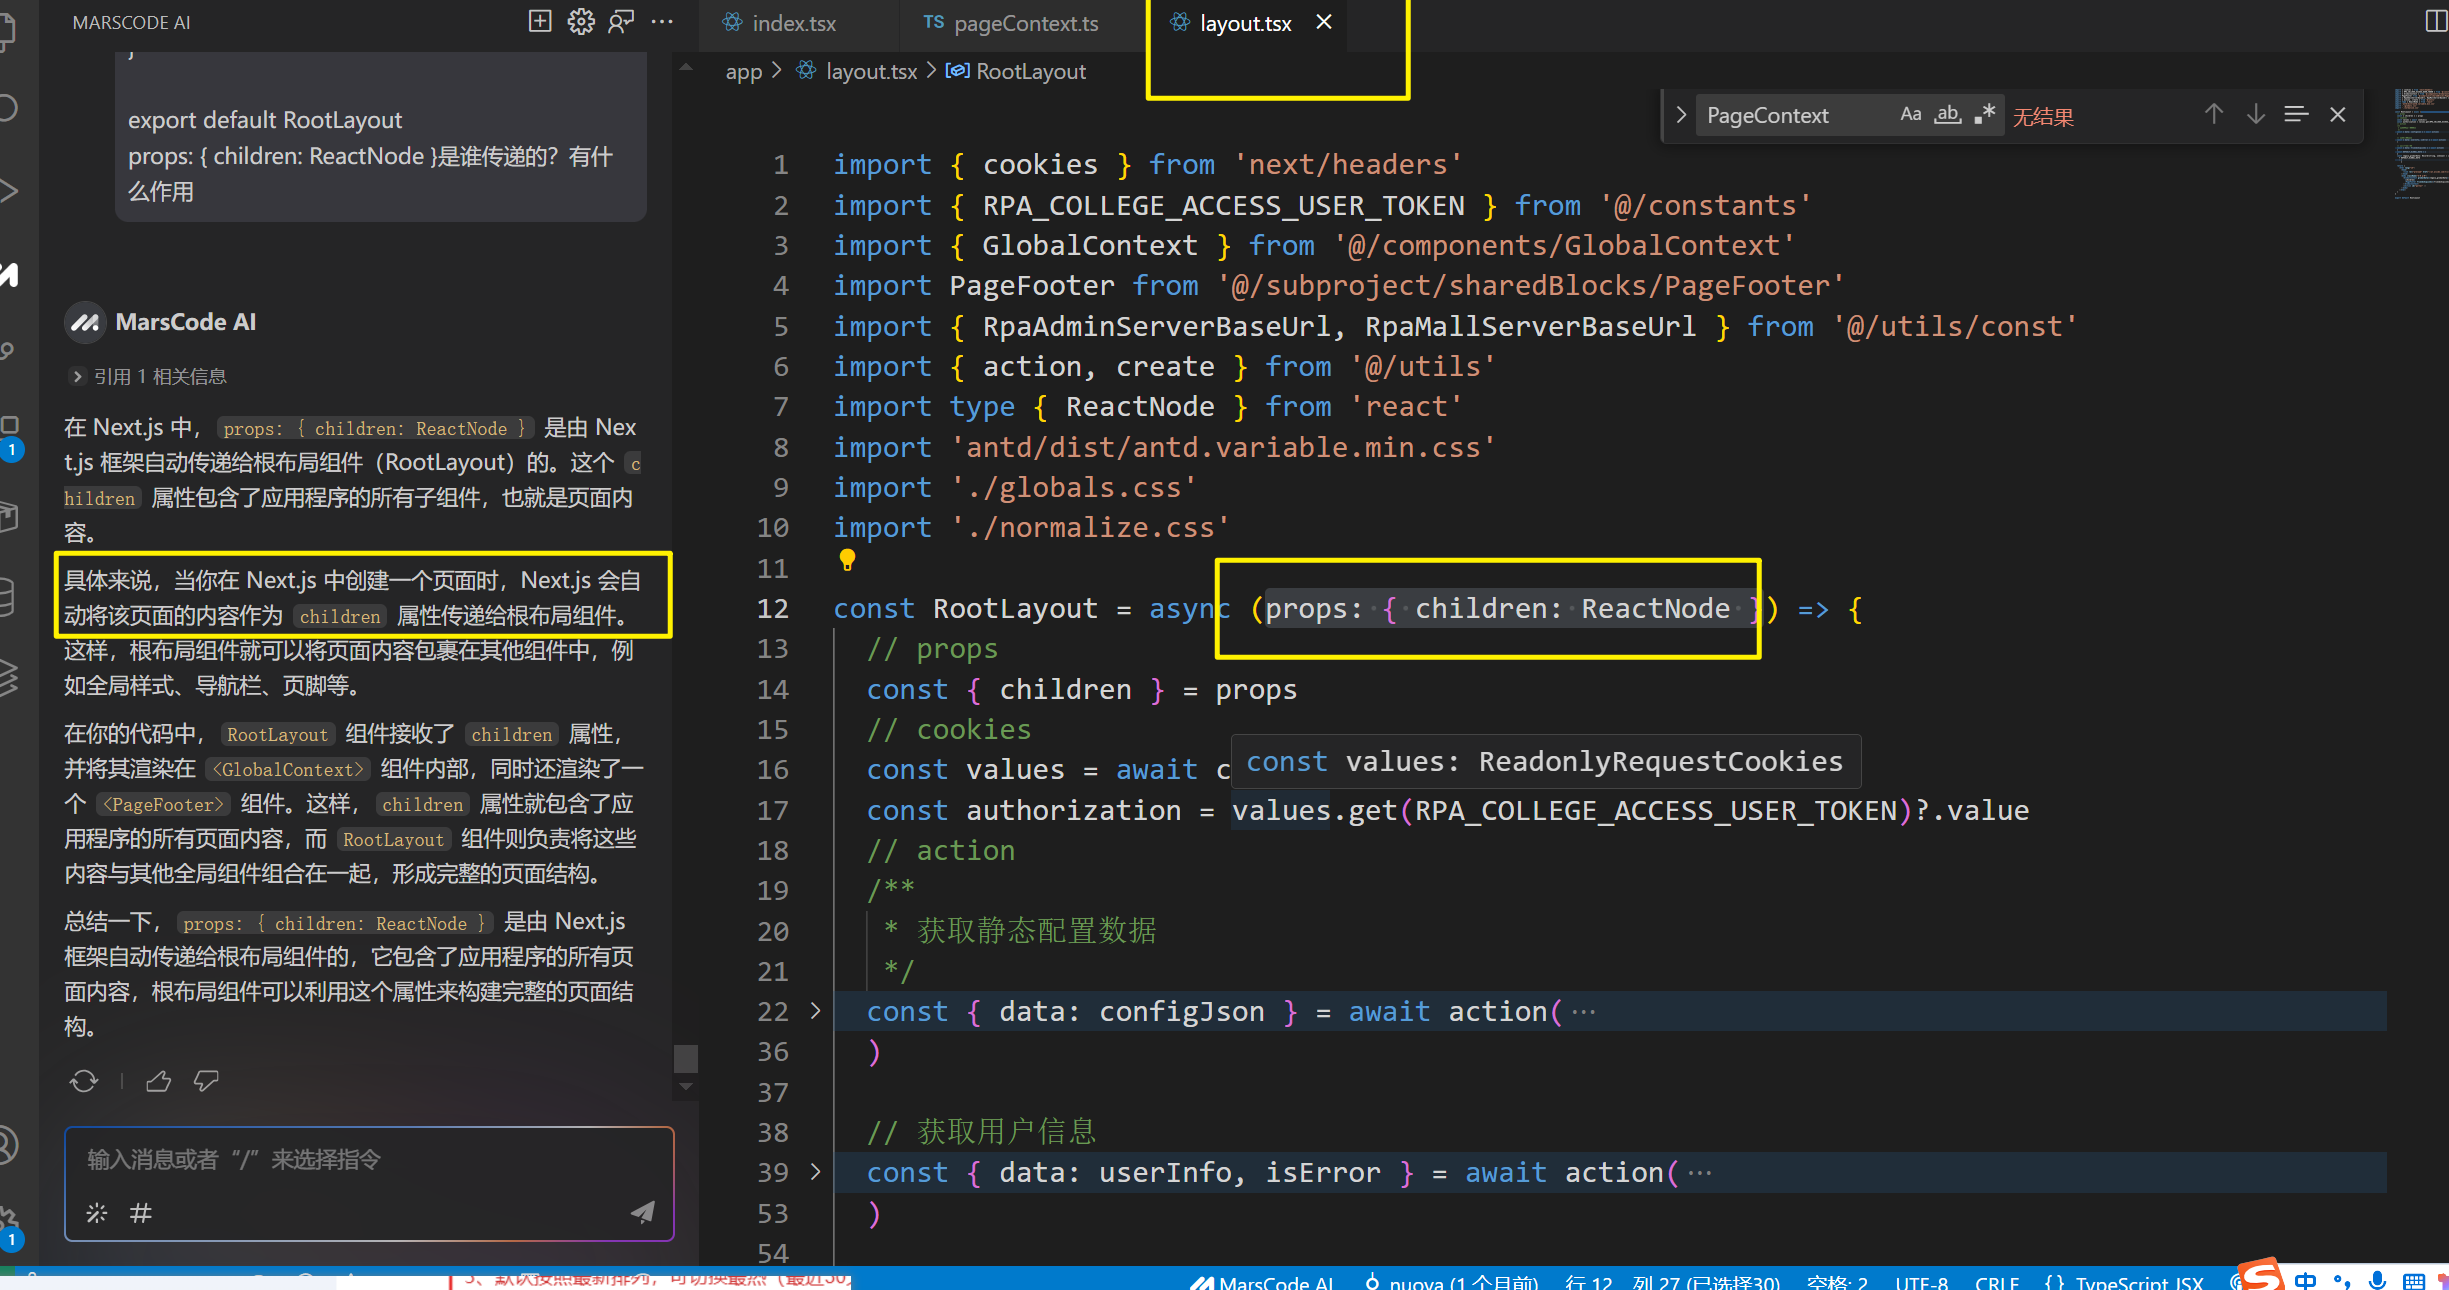 MARSCODE AI
export default RootLayout
props: { children: ReactNode }是谁传递的？有什
么作用
MarsCode AI
引用 1 相关信息
在 Next.js 中， props: { children: ReactNode } 是由 Nex
t.js 框架自动传递给根布局组件（RootLayout）的。这个 c
hildren 属性包含了应用程序的所有子组件，也就是页面内
容。
具体来说，当你在 Next.js 中创建一个页面时，Next.js 会自
动将该页面的内容作为 children 属性传递给根布局组件。
这样，根布局组件就可以将页面内容包裹在其他组件中，例
如全局样式、导航栏、页脚等。
在你的代码中， RootLayout 组件接收了 children 属性，
并将其渲染在 <GlobalContext> 组件内部，同时还渲染了一
个 <PageFooter> 组件。这样， children 属性就包含了应
用程序的所有页面内容，而 RootLayout 组件则负责将这些
内容与其他全局组件组合在一起，形成完整的页面结构。
总结一下， props: { children: ReactNode } 是由 Next.js
框架自动传递给根布局组件的，它包含了应用程序的所有页
面内容，根布局组件可以利用这个属性来构建完整的页面结
构。
输入消息或者 “/” 来选择指令
#
1
1
index.tsx
TS pageContext.ts
layout.tsx
app > layout.tsx > RootLayout
PageContext Aa ab .* 无结果
1 import { cookies } from 'next/headers'
2 import { RPA_COLLEGE_ACCESS_USER_TOKEN } from '@/constants'
3 import { GlobalContext } from '@/components/GlobalContext'
4 import PageFooter from '@/subproject/sharedBlocks/PageFooter'
5 import { RpaAdminServerBaseUrl, RpaMallServerBaseUrl } from '@/utils/const'
6 import { action, create } from '@/utils'
7 import type { ReactNode } from 'react'
8 import 'antd/dist/antd.variable.min.css'
9 import './globals.css'
10 import './normalize.css'
11
12 const RootLayout = async (props: { children: ReactNode }) => {
13 // props
14 const { children } = props
15 // cookies
16 const values = await c
const values: ReadonlyRequestCookies
17 const authorization = values.get(RPA_COLLEGE_ACCESS_USER_TOKEN)?.value
18 // action
19 /**
20 * 获取静态配置数据
21 */
22 const { data: configJson } = await action(···
36 )
37
38 // 获取用户信息
39 const { data: userInfo, isError } = await action(···
53 )
54
MarsCode AI nuova (1 个月前) 行 12，列 27 (已选择30) 空格: 2 UTF-8 CRLF {} TypeScript JSX
中